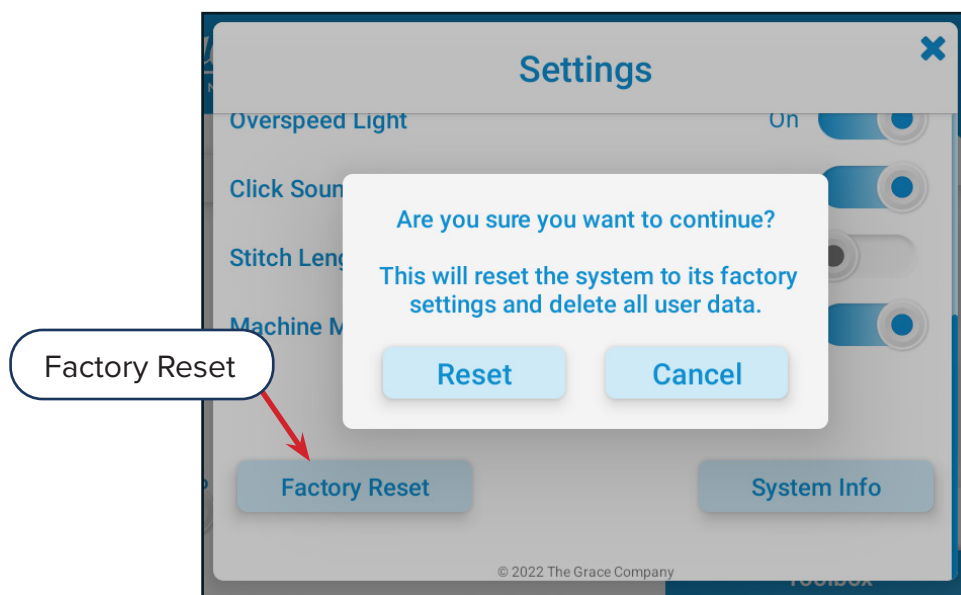 Settings
Overspeed Light
On
Click Soun
Are you sure you want to continue?
Stitch Leng
This will reset the system to its factory
settings and delete all user data.
Machine M
Factory Reset
Reset
Cancel
Factory Reset
System Info
© 2022 The Grace Company
Toolbox